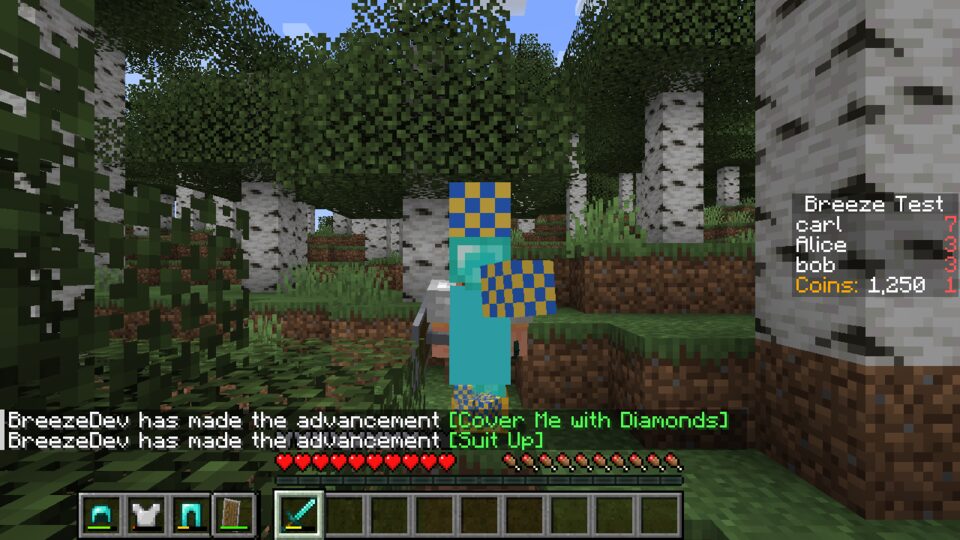 Breeze Test
carl 7
Alice 3
bob 3
Coins: 1,250 1
BreezeDev has made the advancement [Cover Me with Diamonds]
BreezeDev has made the advancement [Suit Up]